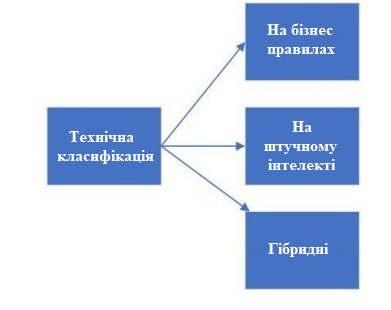 На бізнес
правилах
Технічна
класифікація
На
штучному
інтелекті
Гібридні